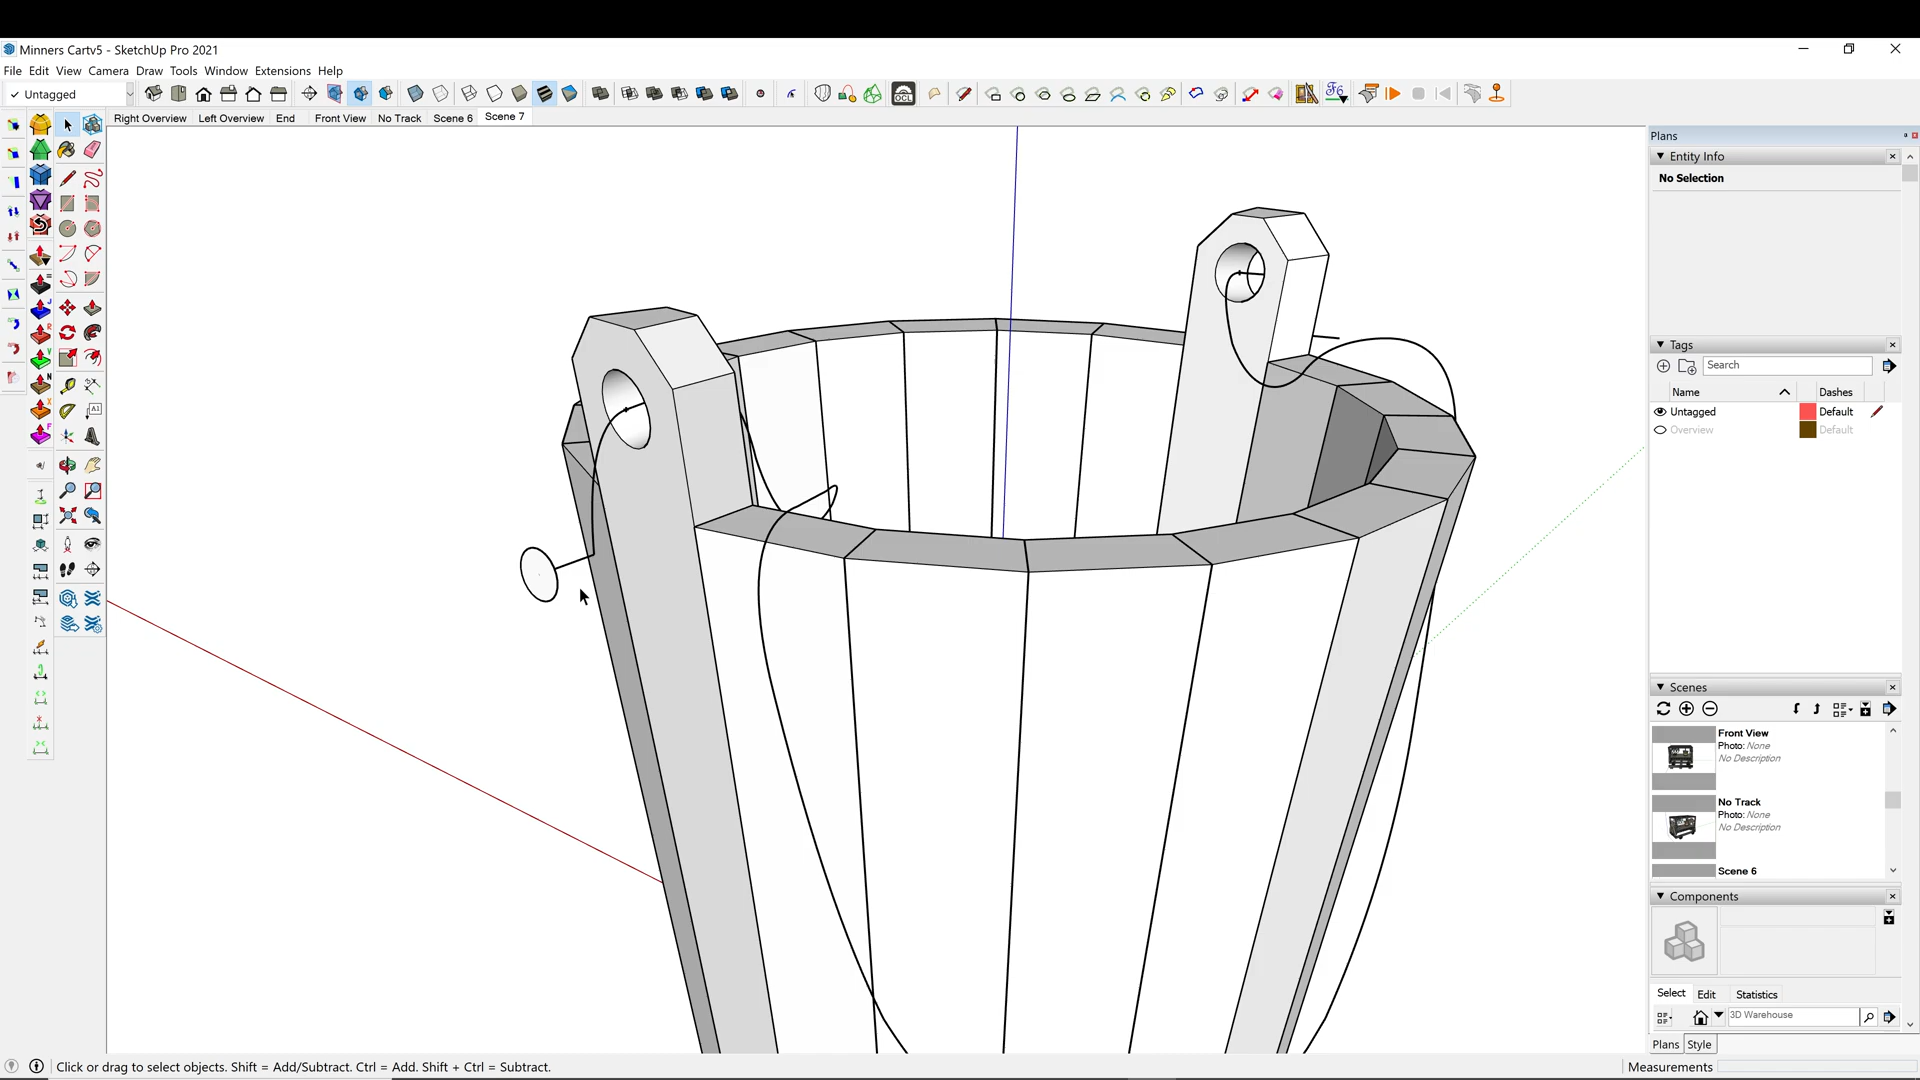 Minners Cartv5 - SketchUp Pro 2021
File Edit View Camera Draw Tools Window Extensions Help
✓ Untagged
OCL
F6
Right Overview Left Overview End Front View No Track Scene 6 Scene 7
Plans
Entity Info
No Selection
Tags
Search
Name Dashes
Untagged Default
Overview Default
Scenes
Front View
Photo: None
No Description
No Track
Photo: None
No Description
Scene 6
Components
Select Edit Statistics
3D Warehouse
Plans Style
Click or drag to select objects. Shift = Add/Subtract. Ctrl = Add. Shift + Ctrl = Subtract.
Measurements